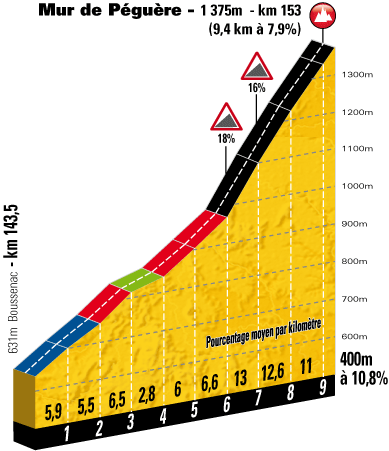 Mur de Péguère - 1 375m - km 153
(9,4 km à 7,9%)
16%
18%
1300m
1200m
1100m
1000m
900m
800m
700m
600m
631m Boussenac - km 143,5
Pourcentage moyen par kilomètre
400m
à 10,8%
5,9 5,5 6,5 2,8 6 6,6 13 12,6 11
1 2 3 4 5 6 7 8 9